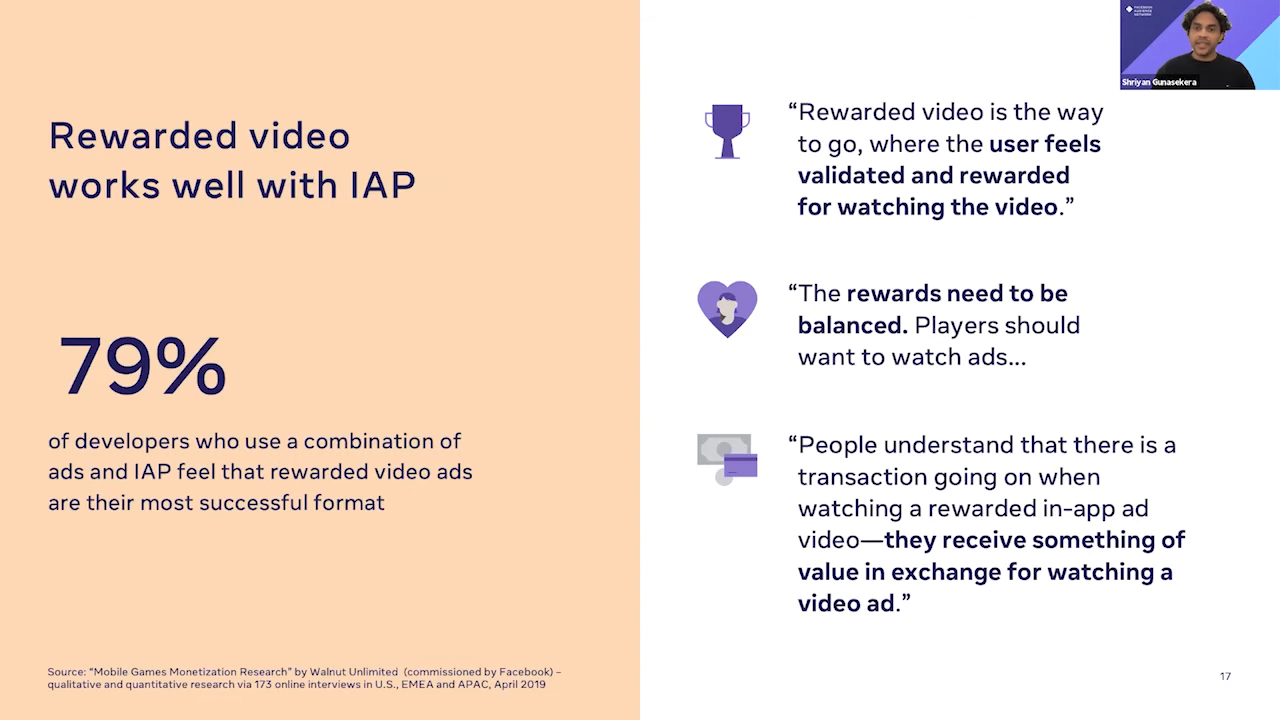 Rewarded video
works well with IAP
79%
of developers who use a combination of
ads and IAP feel that rewarded video ads
are their most successful format
Source: “Mobile Games Monetization Research” by Walnut Unlimited (commissioned by Facebook) –
qualitative and quantitative research via 173 online interviews in U.S., EMEA and APAC, April 2019
FACEBOOK
AUDIENCE
NETWORK
Shriyan Gunasekera
“Rewarded video is the way
to go, where the user feels
validated and rewarded
for watching the video.”
“The rewards need to be
balanced. Players should
want to watch ads...
“People understand that there is a
transaction going on when
watching a rewarded in-app ad
video—they receive something of
value in exchange for watching a
video ad.”
17